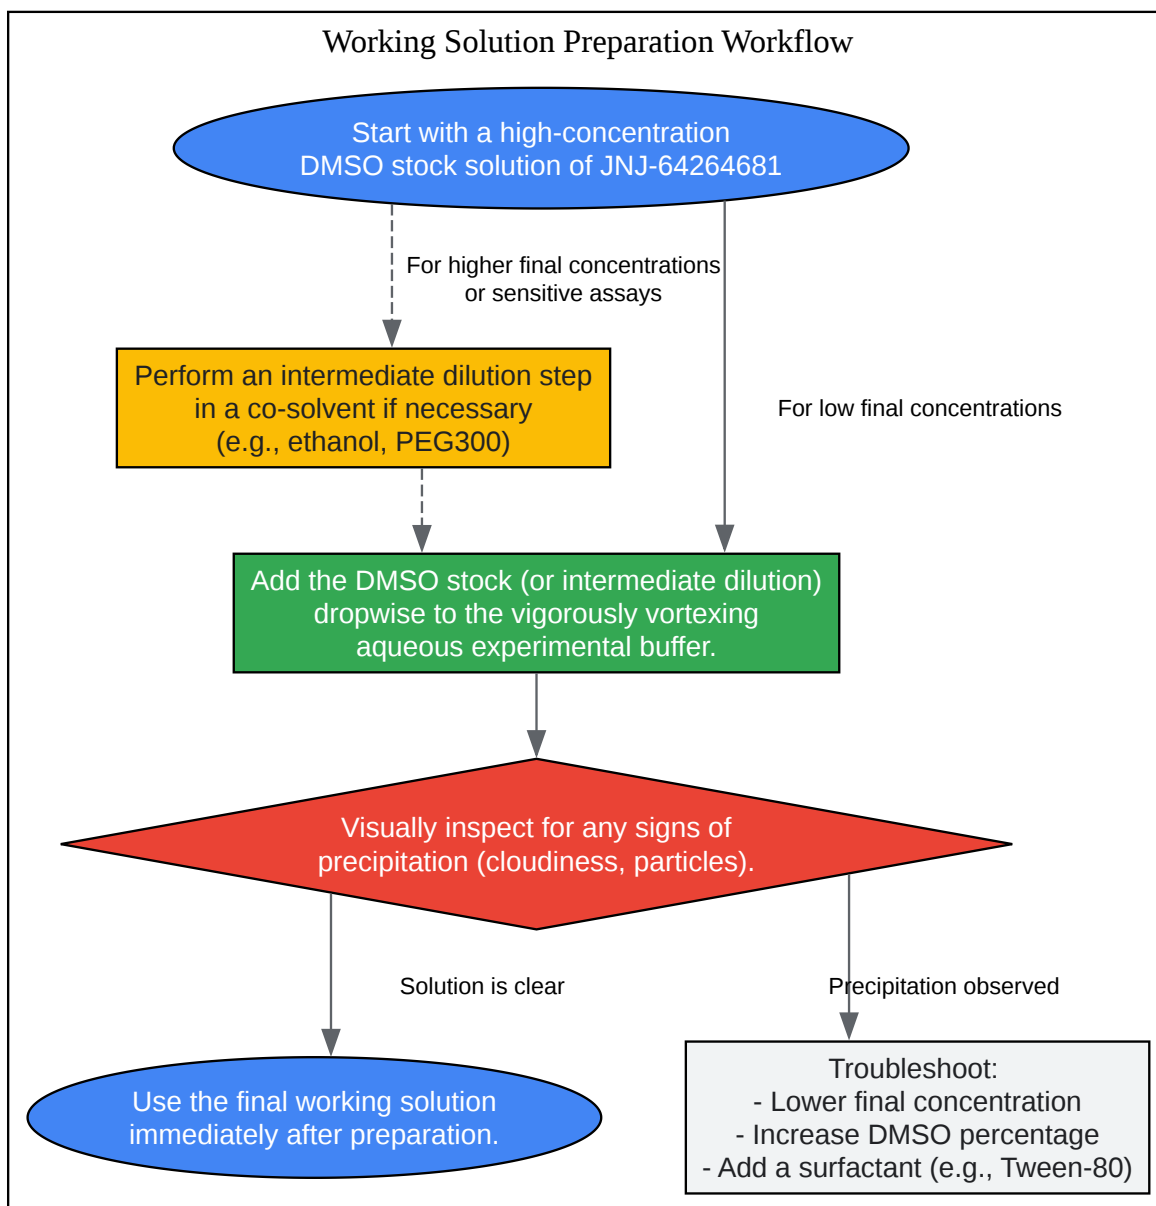 Working Solution Preparation Workflow
Start with a high-concentration
DMSO stock solution of JNJ-64264681
For higher final concentrations
or sensitive assays
Perform an intermediate dilution step
in a co-solvent if necessary
(e.g., ethanol, PEG300)
For low final concentrations
Add the DMSO stock (or intermediate dilution)
dropwise to the vigorously vortexing
aqueous experimental buffer.
Visually inspect for any signs of
precipitation (cloudiness, particles).
Solution is clear
Precipitation observed
Use the final working solution
immediately after preparation.
Troubleshoot:
- Lower final concentration
- Increase DMSO percentage
- Add a surfactant (e.g., Tween-80)